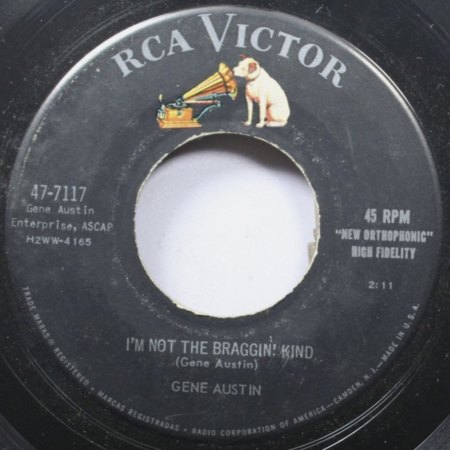 RCA VICTOR
47-7117
Gene Austin
Enterprise, ASCAP
H2WW-4165
45 RPM
"NEW ORTHOPHONIC"
HIGH FIDELITY
2:11
I'M NOT THE BRAGGIN' KIND
(Gene Austin)
GENE AUSTIN
TRADE MARKS ® REGISTERED • MARCAS REGISTRADAS • RADIO CORPORATION OF AMERICA—CAMDEN, N.J.—MADE IN U.S.A.